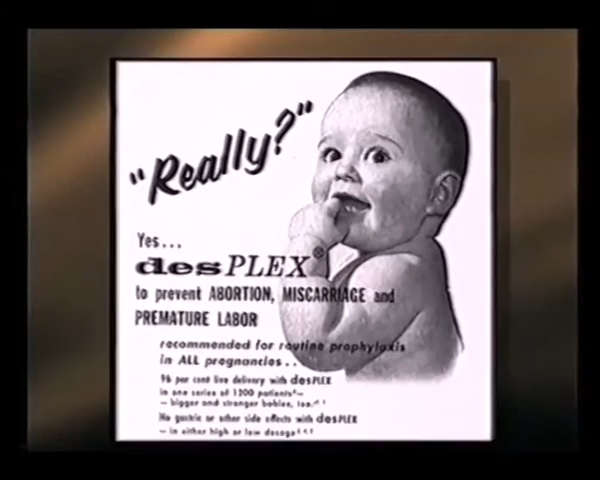 "Really?"
Yes...
desPLEX®
to prevent ABORTION, MISCARRIAGE and
PREMATURE LABOR
recommended for routine prophylaxis
in ALL pregnancies..
96 per cent live delivery with desPLEX
in one series of 1200 patients—
— bigger and stronger babies, too.
No gastric or other side effects with desPLEX
— in either high or low dosage